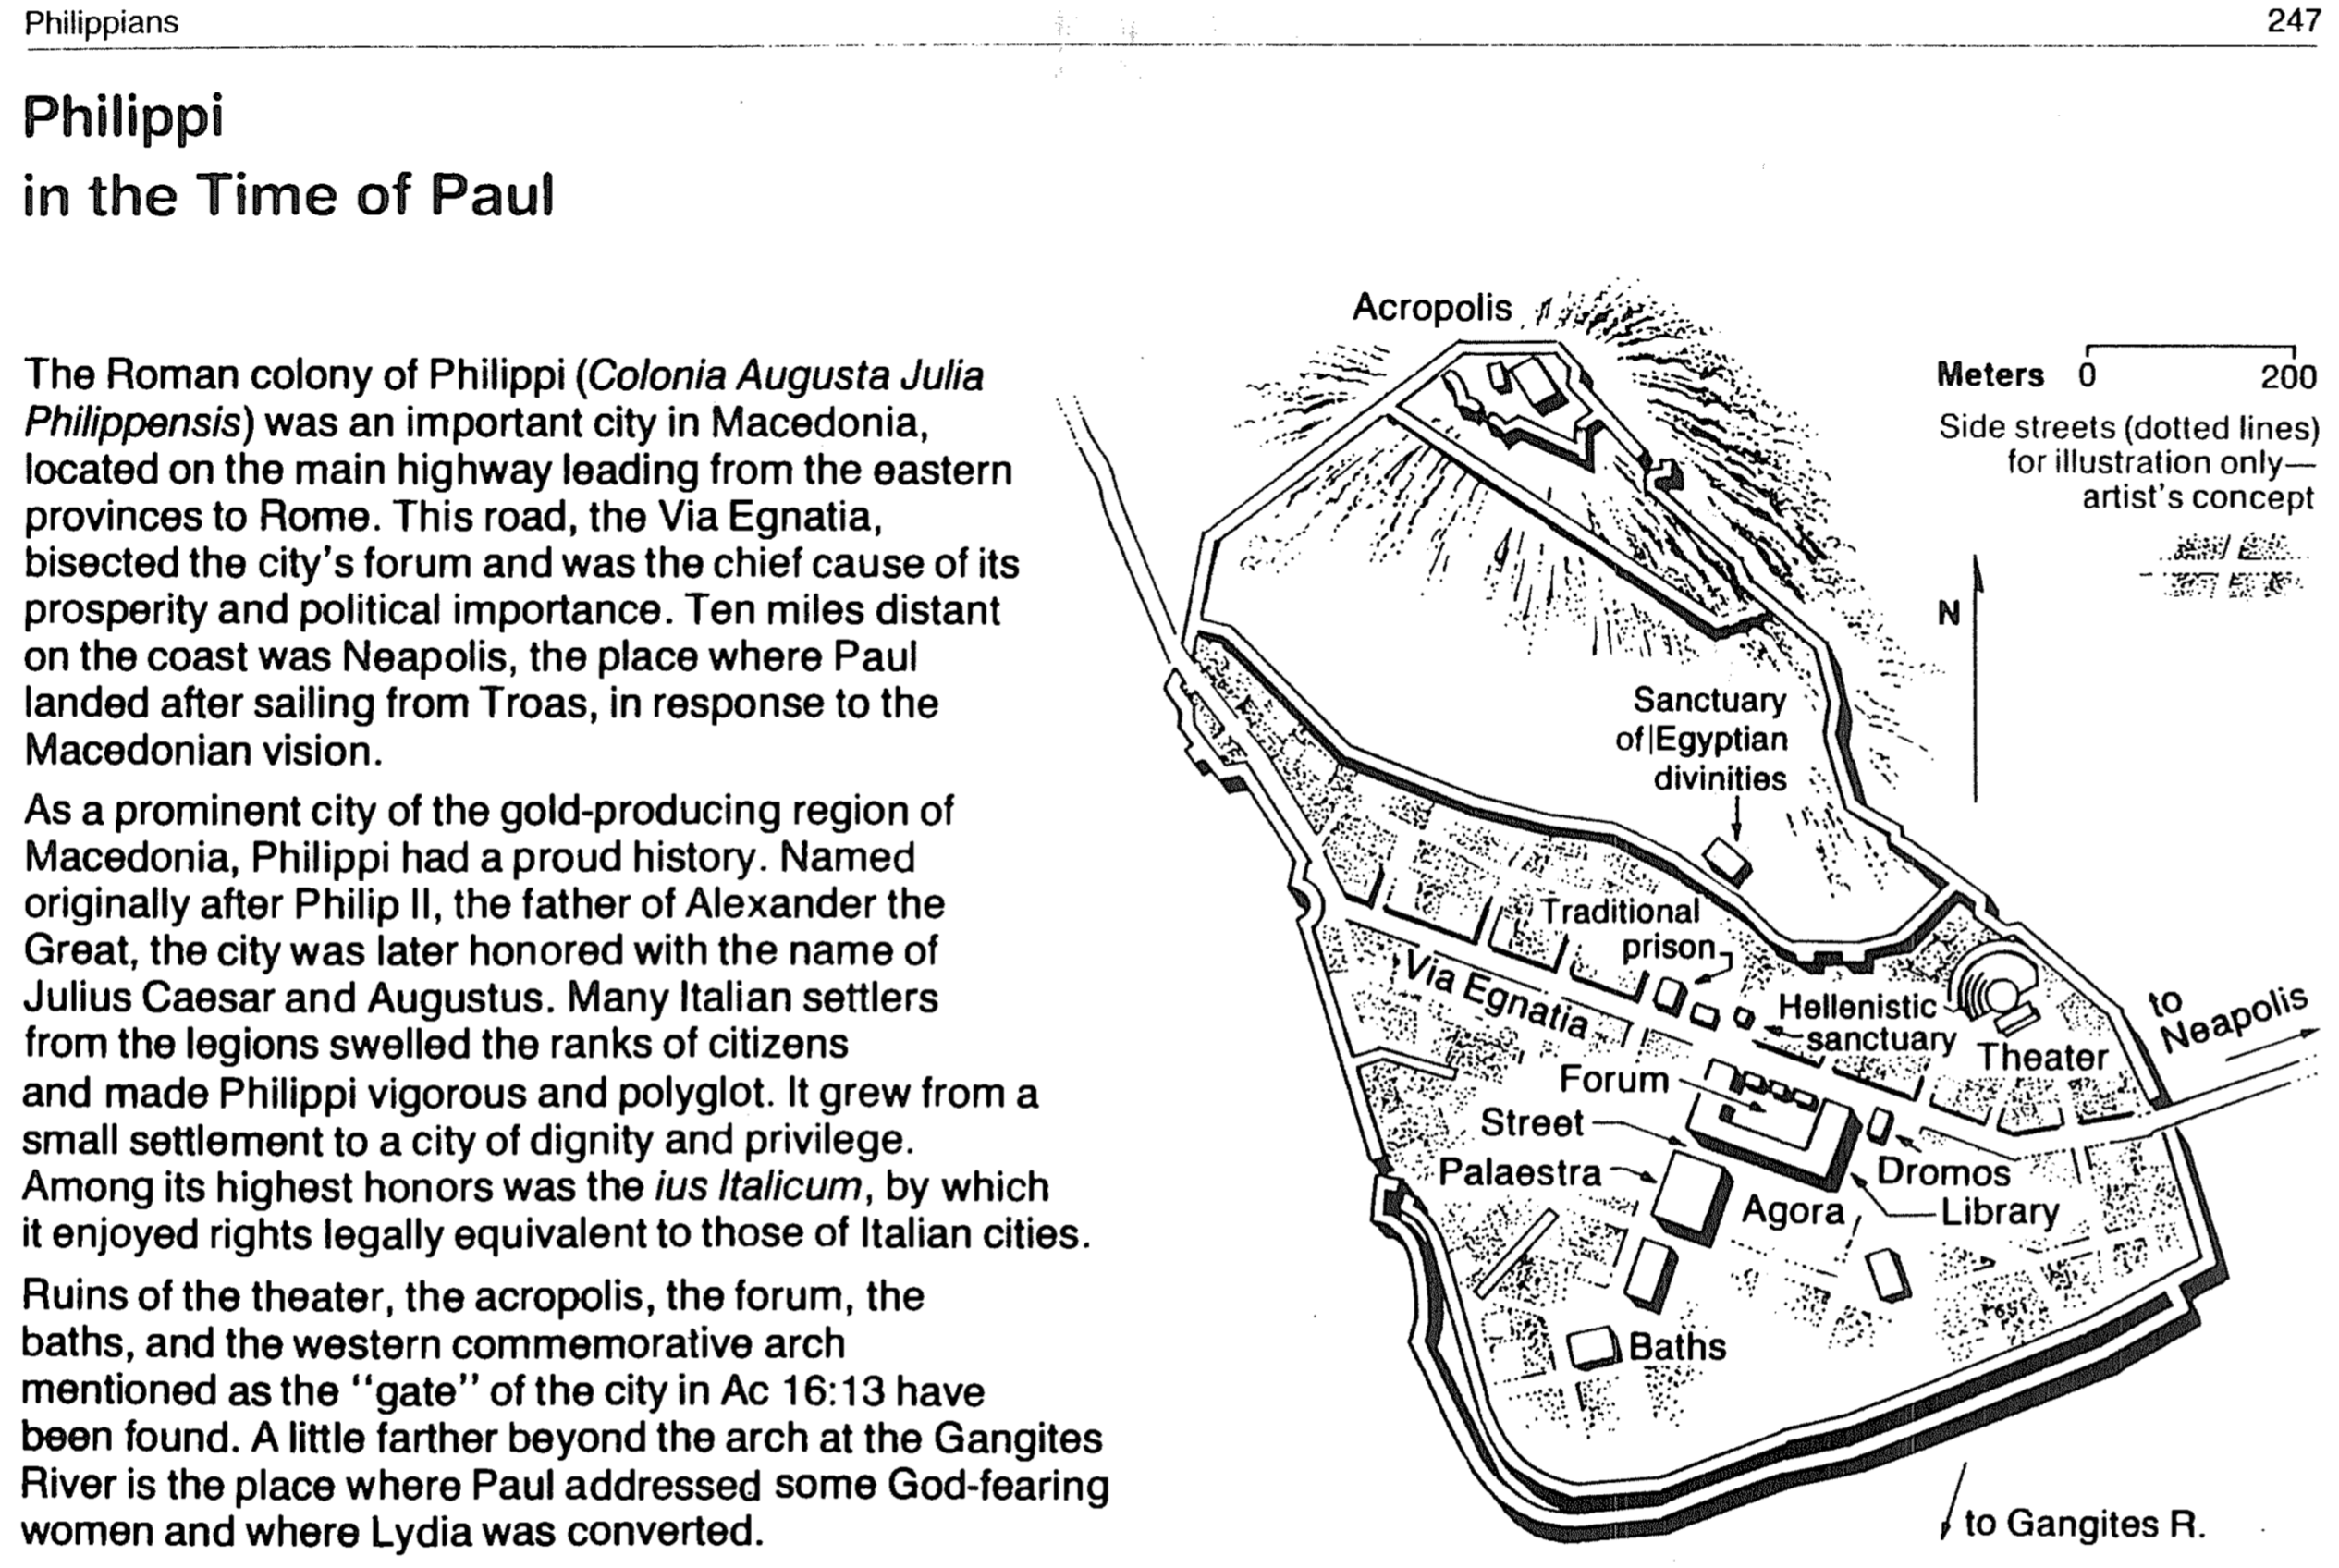 Philippians
247
Philippi
in the Time of Paul
The Roman colony of Philippi (Colonia Augusta Julia
Philippensis) was an important city in Macedonia,
located on the main highway leading from the eastern
provinces to Rome. This road, the Via Egnatia,
bisected the city's forum and was the chief cause of its
prosperity and political importance. Ten miles distant
on the coast was Neapolis, the place where Paul
landed after sailing from Troas, in response to the
Macedonian vision.
As a prominent city of the gold-producing region of
Macedonia, Philippi had a proud history. Named
originally after Philip II, the father of Alexander the
Great, the city was later honored with the name of
Julius Caesar and Augustus. Many Italian settlers
from the legions swelled the ranks of citizens
and made Philippi vigorous and polyglot. It grew from a
small settlement to a city of dignity and privilege.
Among its highest honors was the ius Italicum, by which
it enjoyed rights legally equivalent to those of Italian cities.
Ruins of the theater, the acropolis, the forum, the
baths, and the western commemorative arch
mentioned as the "gate" of the city in Ac 16:13 have
been found. A little farther beyond the arch at the Gangites
River is the place where Paul addressed some God-fearing
women and where Lydia was converted.
Acropolis
Meters 0 200
Side streets (dotted lines)
for illustration only—
artist's concept
N
Sanctuary
of Egyptian
divinities
Traditional
prison
Via Egnatia
Hellenistic
sanctuary
Theater
to
Neapolis
Forum
Street
Palaestra
Dromos
Agora
Library
Baths
to Gangites R.